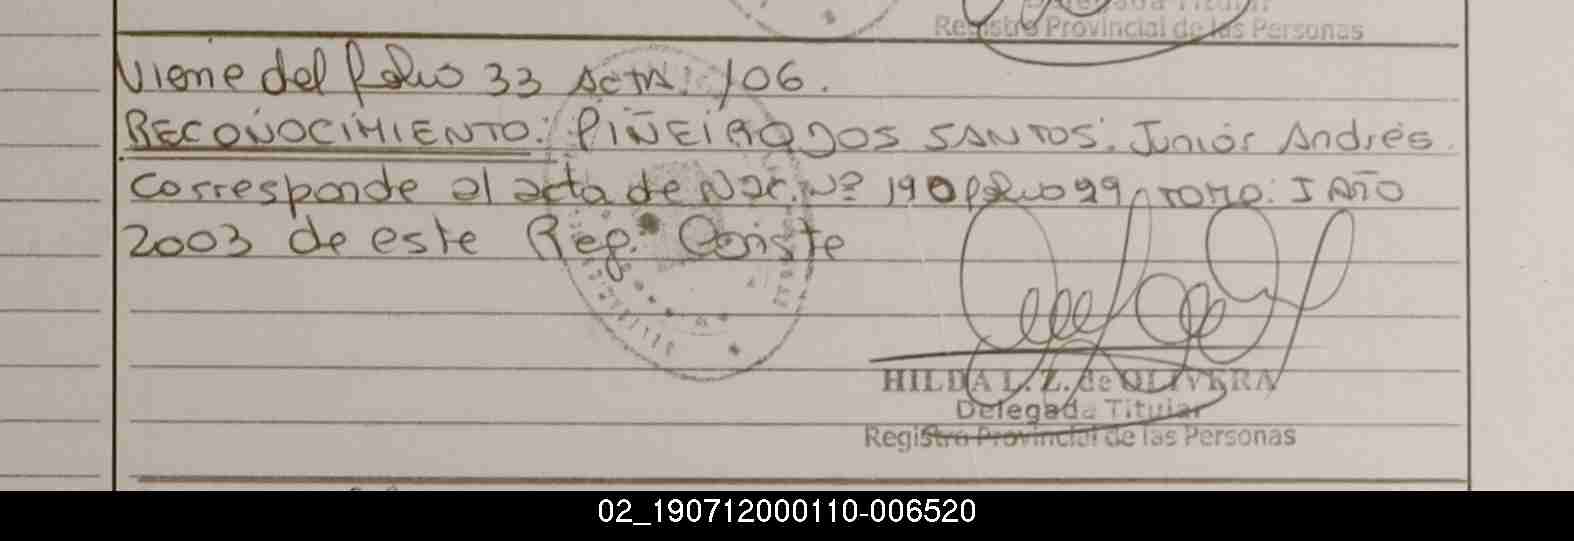 Registro Provincial de las Personas
Viene del folio 33 Acta: /06.
RECONOCIMIENTO: PIÑEIRO DOS SANTOS: Junior Andrés.
Corresponde al acta de Nac. Nº 190 folio 99 TOMO: I AÑO
2003 de este Reg. Conste
HILDA L. Z. de OLIVERA
Delegada Titular
Registro Provincial de las Personas
02_190712000110-006520